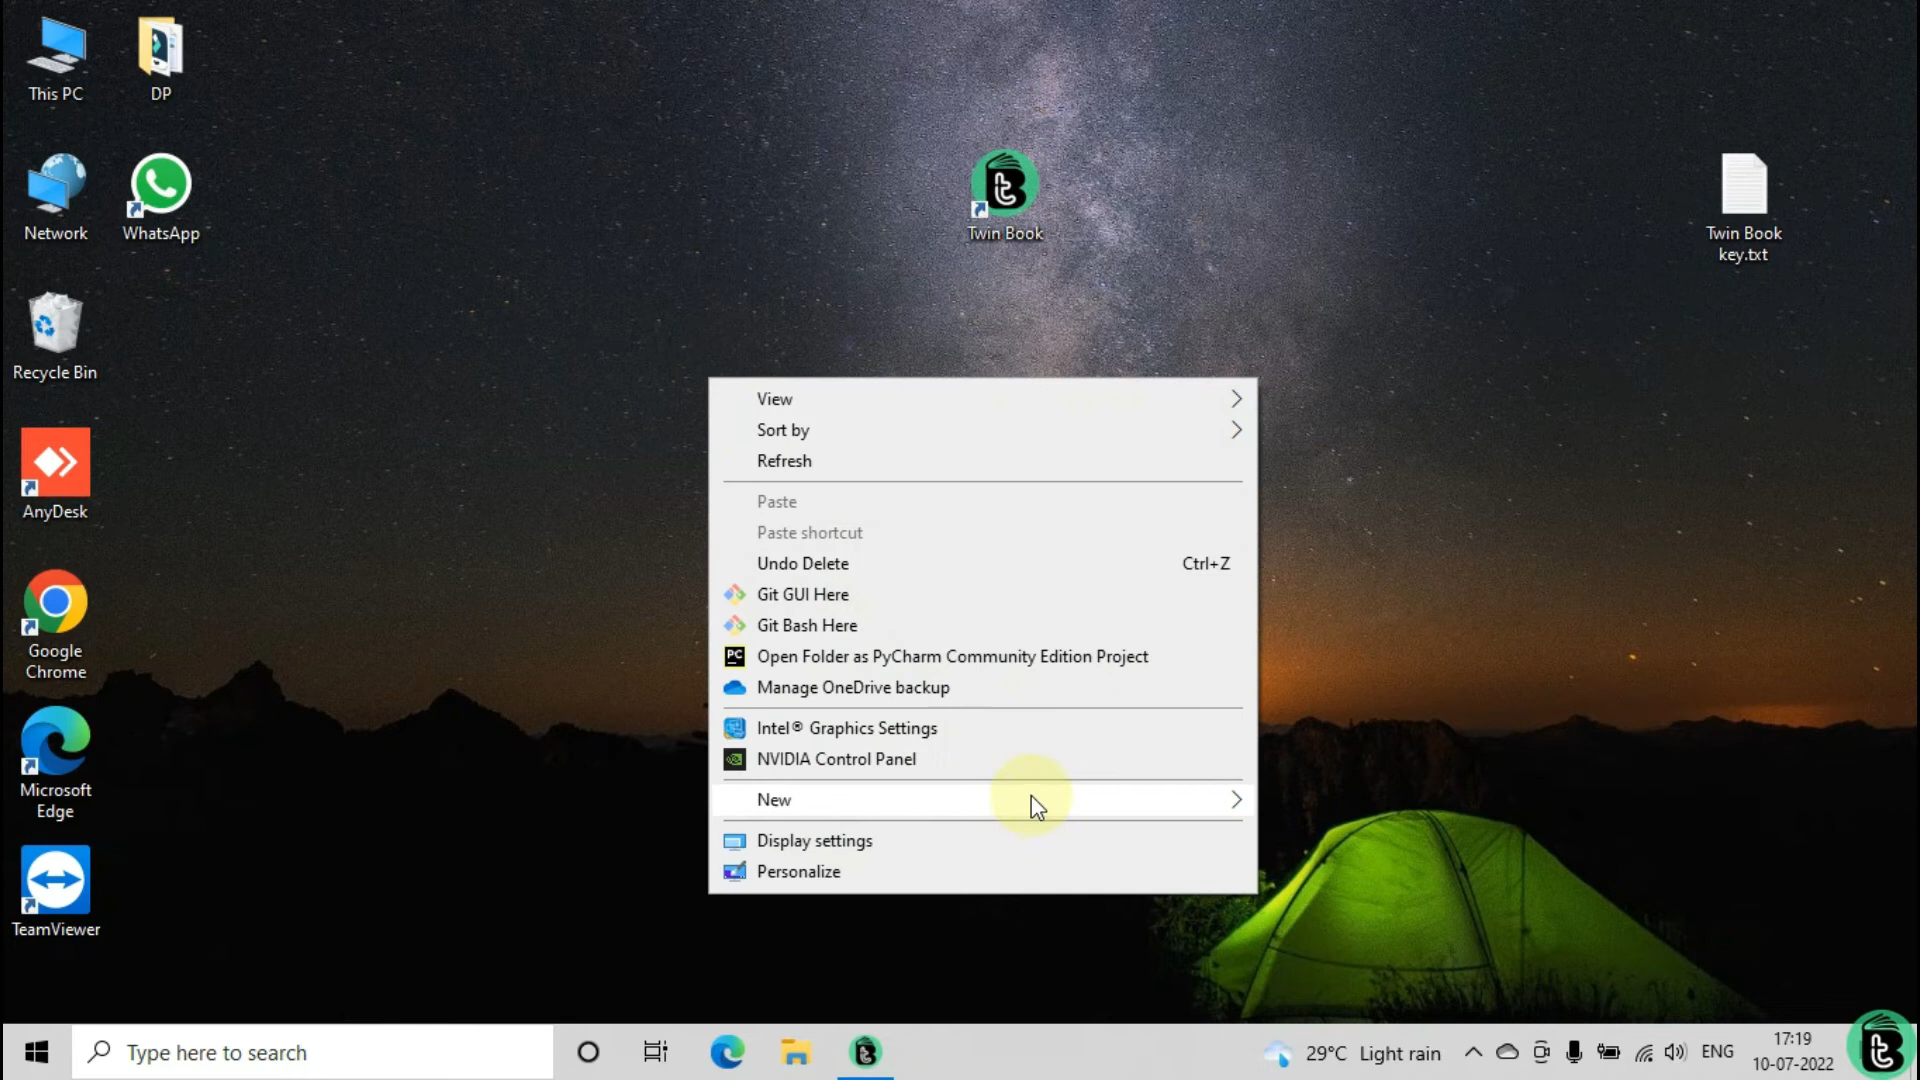 This PC
DP
Network
WhatsApp
Twin Book
Twin Book
key.txt
Recycle Bin
AnyDesk
Google
Chrome
Microsoft
Edge
TeamViewer
View
Sort by
Refresh
Paste
Paste shortcut
Undo Delete Ctrl+Z
Git GUI Here
Git Bash Here
PC Open Folder as PyCharm Community Edition Project
Manage OneDrive backup
Intel® Graphics Settings
NVIDIA Control Panel
New
Display settings
Personalize
Type here to search
29°C Light rain
ENG
17:19
10-07-2022